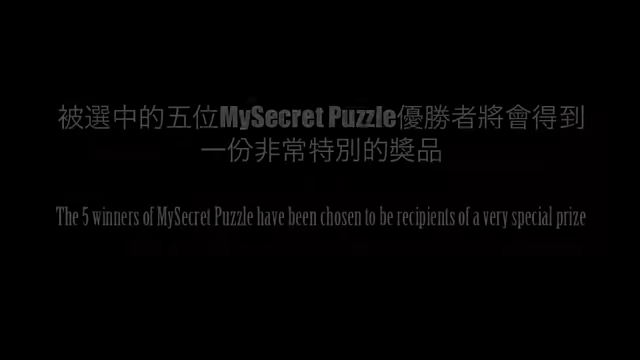 被選中的五位MySecret Puzzle優勝者將會得到
一份非常特別的獎品
The 5 winners of MySecret Puzzle have been chosen to be recipients of a very special prize